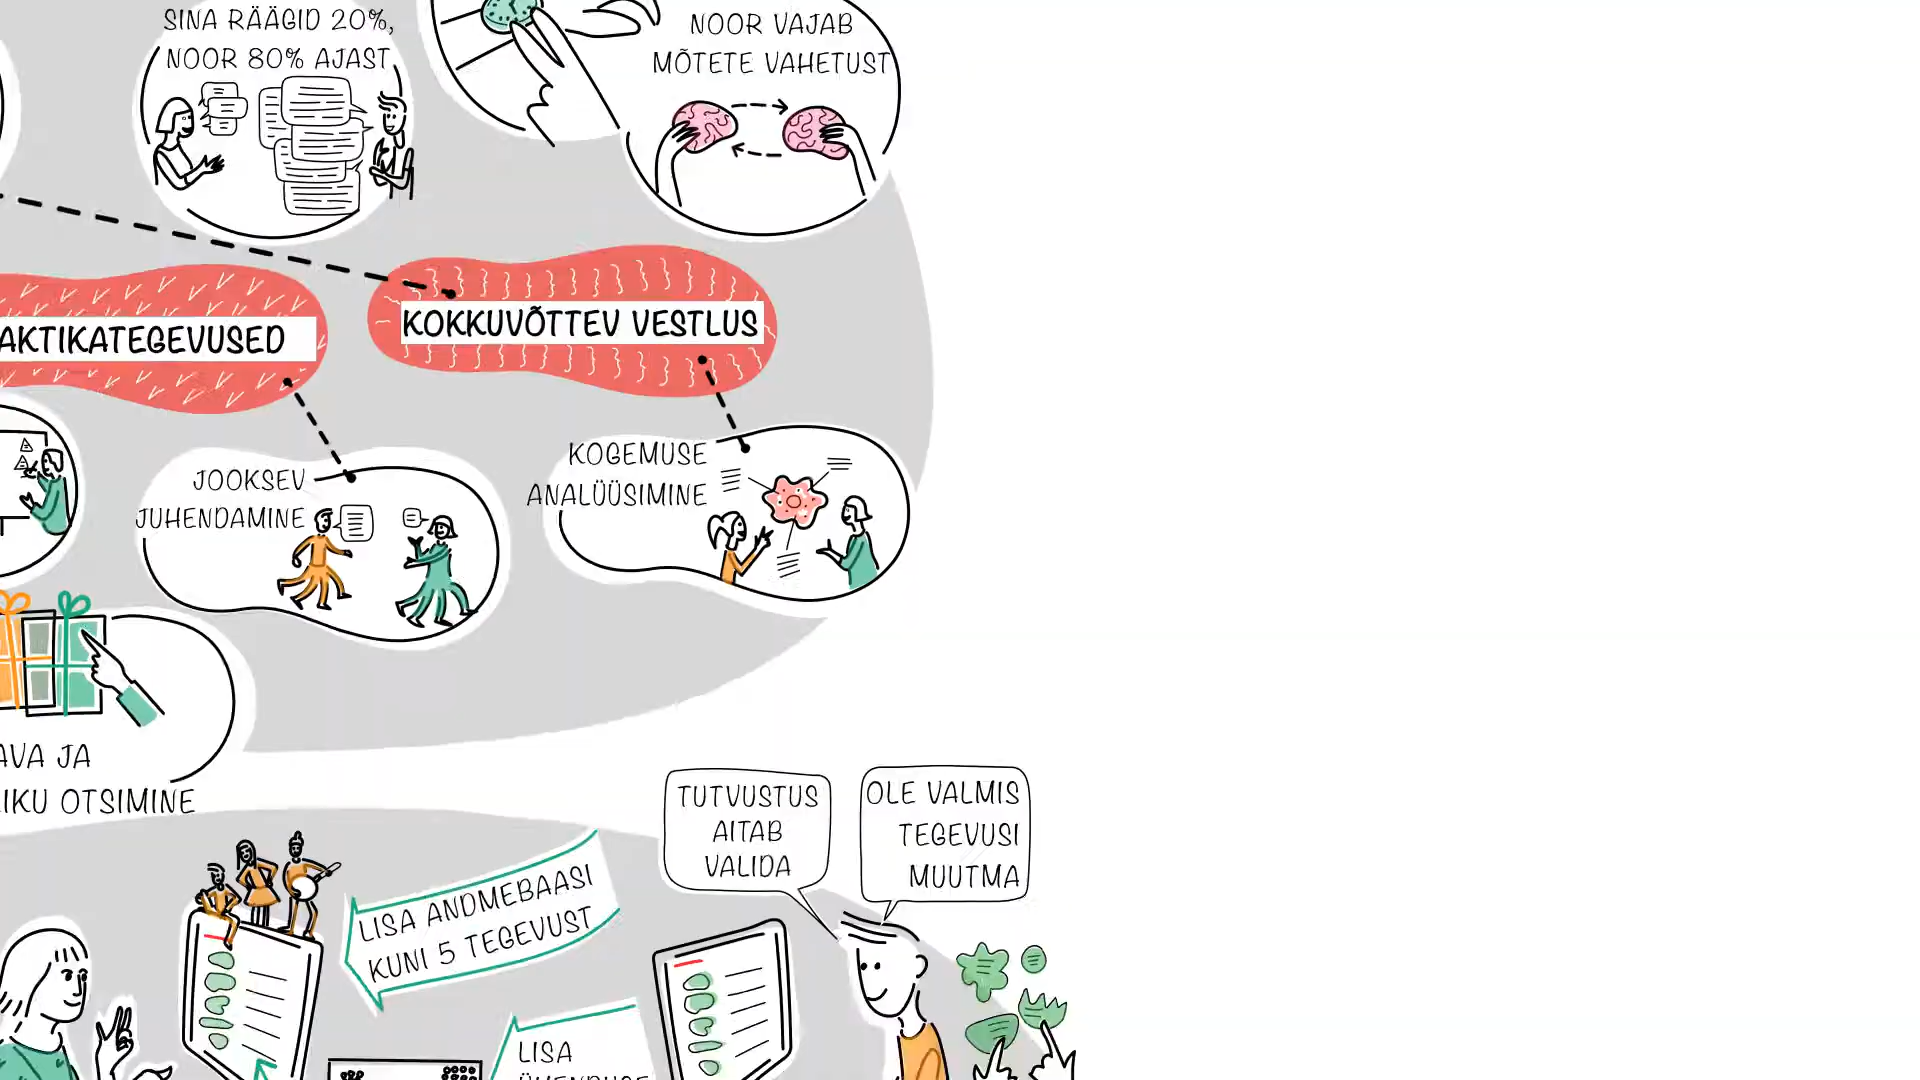 SINA RÄÄGID 20%,
NOOR 80% AJAST
NOOR VAJAB
MÕTETE VAHETUST
AKTIKATEGEVUSED
KOKKUVÕTTEV VESTLUS
JOOKSEV
JUHENDAMINE
KOGEMUSE
ANALÜÜSIMINE
AVA JA
IKU OTSIMINE
TUTVUSTUS
AITAB
VALIDA
OLE VALMIS
TEGEVUSI
MUUTMA
LISA ANDMEBAASI
KUNI 5 TEGEVUST
LISA